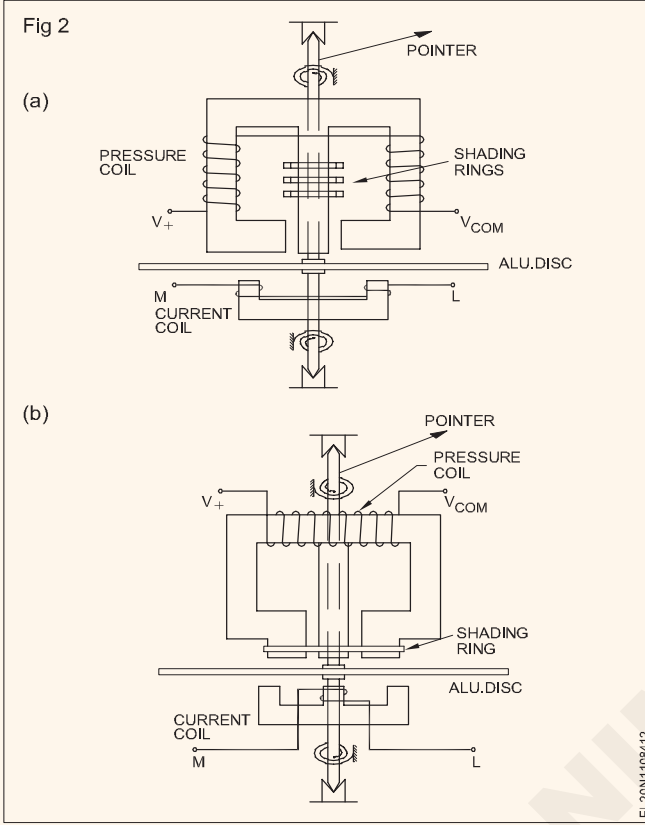 Fig 2
POINTER
(a)
PRESSURE
COIL
SHADING
RINGS
V+
VCOM
ALU.DISC
M
L
CURRENT
COIL
(b)
POINTER
PRESSURE
COIL
V+
VCOM
SHADING
RING
ALU.DISC
CURRENT
COIL
M
L